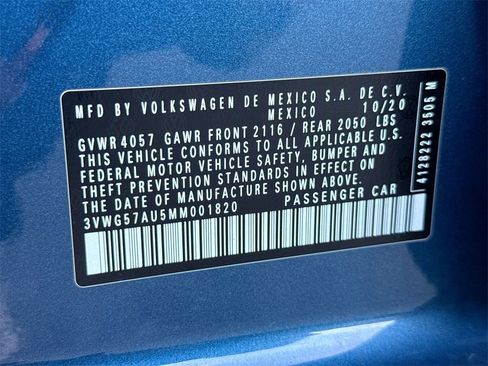 MFD BY VOLKSWAGEN DE MEXICO S.A. DE C.V.
MEXICO 10/20
GVWR 4057 GAWR FRONT 2116 / REAR 2050 LBS
THIS VEHICLE CONFORMS TO ALL APPLICABLE U.S.
FEDERAL MOTOR VEHICLE SAFETY, BUMPER AND
THEFT PREVENTION STANDARDS IN EFFECT ON
THE DATE OF MANUFACTURE SHOWN ABOVE.
3VWG57AU5MM001820 PASSENGER CAR
4128222 3505 M